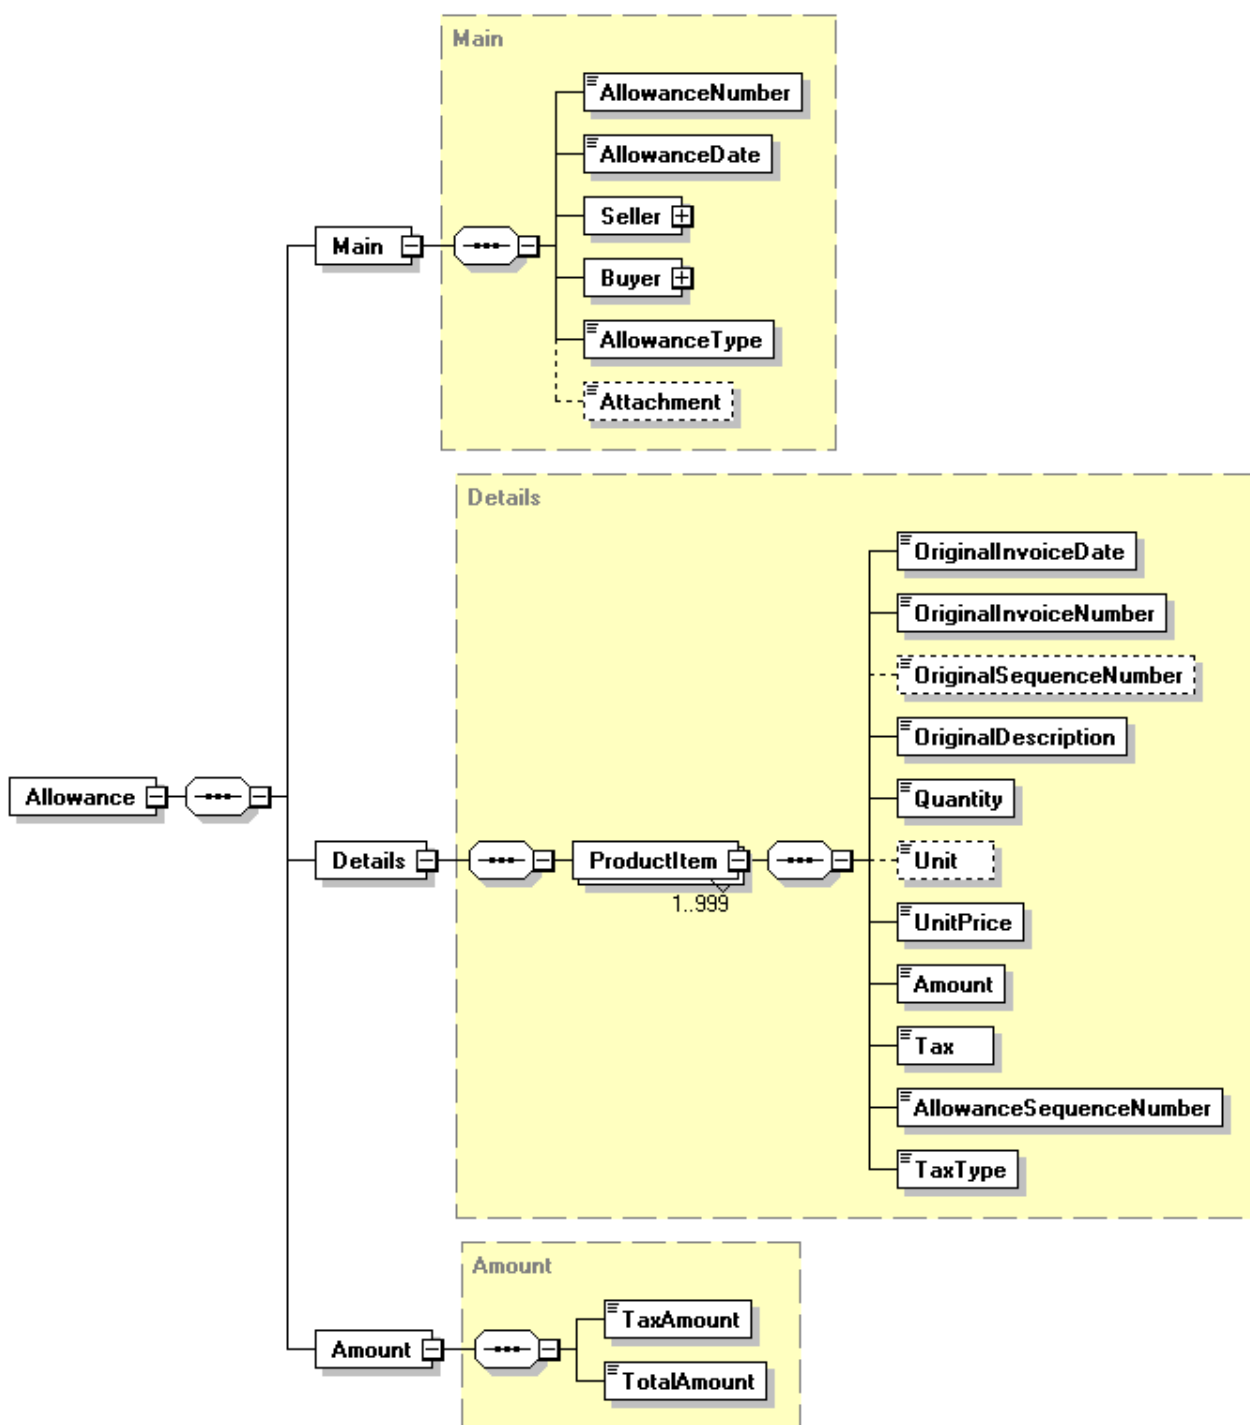 Main
AllowanceNumber
AllowanceDate
Seller
Main
Buyer
AllowanceType
Attachment
Details
OriginalInvoiceDate
OriginalInvoiceNumber
OriginalSequenceNumber
OriginalDescription
Allowance
Quantity
Details
ProductItem
Unit
1..999
UnitPrice
Amount
Tax
AllowanceSequenceNumber
TaxType
Amount
TaxAmount
Amount
TotalAmount